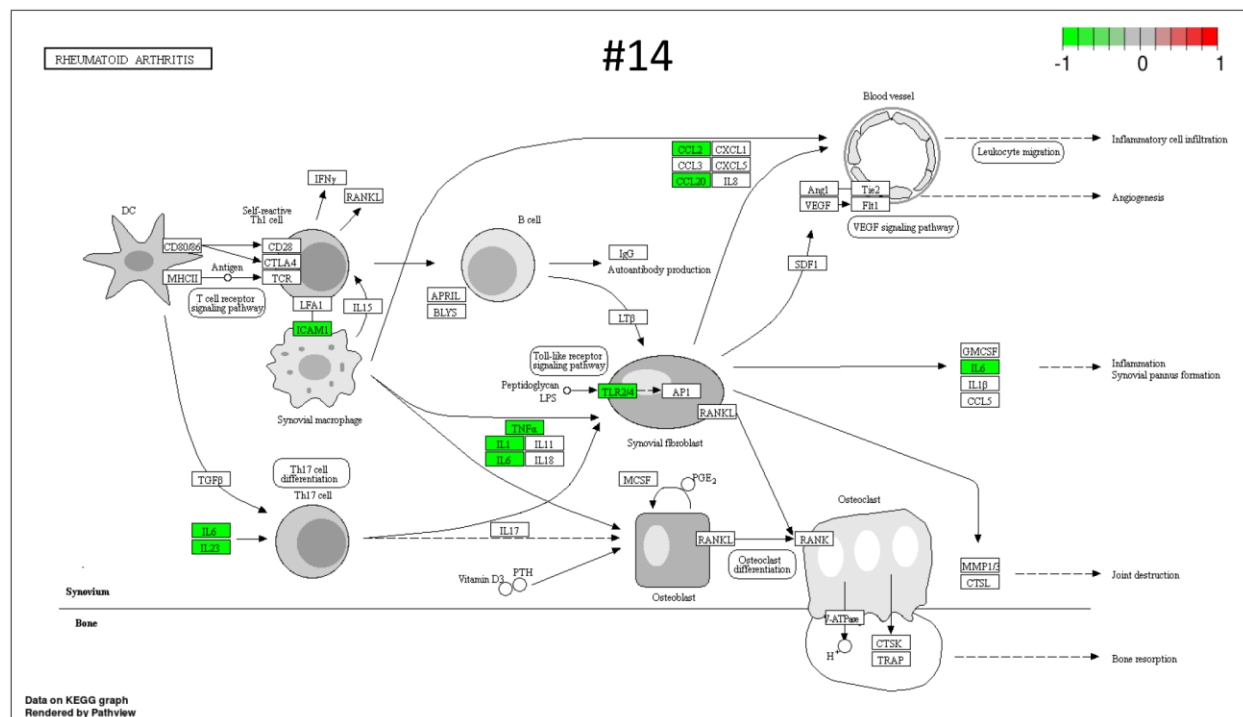 #14
RHEUMATOID ARTHRITIS
-1 0 1
Blood vessel
Inflammatory cell infiltration
Leukocyte migration
CCL2 CXCL1
CCL3 CXCL5
CCL20 IL8
Ang1 Tie2
VEGF Flt1
Angiogenesis
VEGF signaling pathway
IFNγ
RANKL
DC
Self-reactive
Th1 cell
B cell
CD80/86
CD28
CTLA4
Antigen
MHCII
TCR
T cell receptor
signaling pathway
LFA1
IL15
ICAM1
Synovial macrophage
IgG
Autoantibody production
APRIL
BLYS
LTβ
SDF1
Toll-like receptor
signaling pathway
Peptidoglycan
LPS
TLR2/4
AP1
RANKL
Synovial fibroblast
GMCSF
IL6
IL1β
CCL5
Inflammation
Synovial pannus formation
TNFα
IL1 IL11
IL6 IL18
TGFβ
Th17 cell
differentiation
Th17 cell
IL6
IL23
IL17
MCSF
PGE2
Osteoclast
RANKL
RANK
Osteoclast
differentiation
Vitamin D3
PTH
Osteoblast
MMP1/3
CTSL
Joint destruction
Synovium
Bone
V-ATPase
H+
CTSK
TRAP
Bone resorption
Data on KEGG graph
Rendered by Pathview